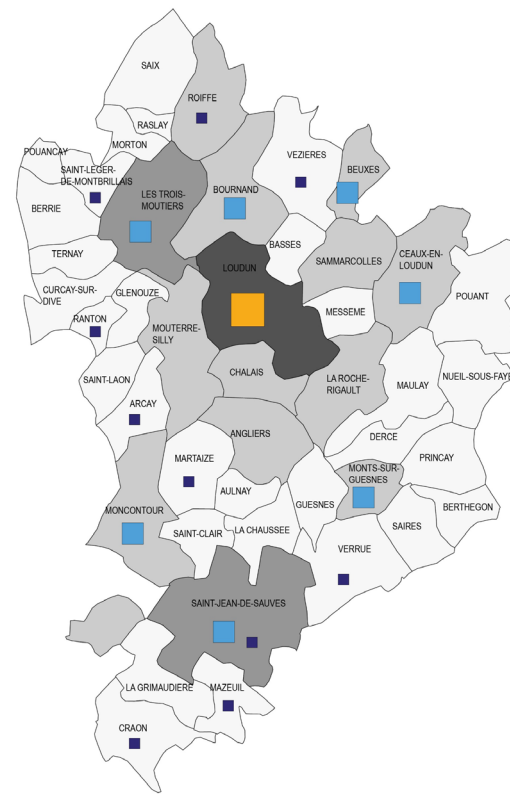 SAIX
ROIFFE
RASLAY
MORTON
POUANCAY
VEZIERES
SAINT-LEGER-
DE-MONTBRILLAIS
BEUXES
LES TROIS-
MOUTIERS
BOURNAND
BERRIE
BASSES
TERNAY
LOUDUN
SAMMARCOLLES
CEAUX-EN-
LOUDUN
CURCAY-SUR-
DIVE
GLENOUZE
POUANT
MESSEME
RANTON
MOUTERRE-
SILLY
CHALAIS
SAINT-LAON
LA ROCHE-
RIGAULT
MAULAY
NUEIL-SOUS-FAYE
ARCAY
ANGLIERS
DERCE
MARTAIZE
PRINCAY
MONTS-SUR-
GUESNES
AULNAY
GUESNES
BERTHEGON
MONCONTOUR
SAINT-CLAIR
LA CHAUSSEE
SAIRES
VERRUE
SAINT-JEAN-DE-SAUVES
LA GRIMAUDIERE
MAZEUIL
CRAON